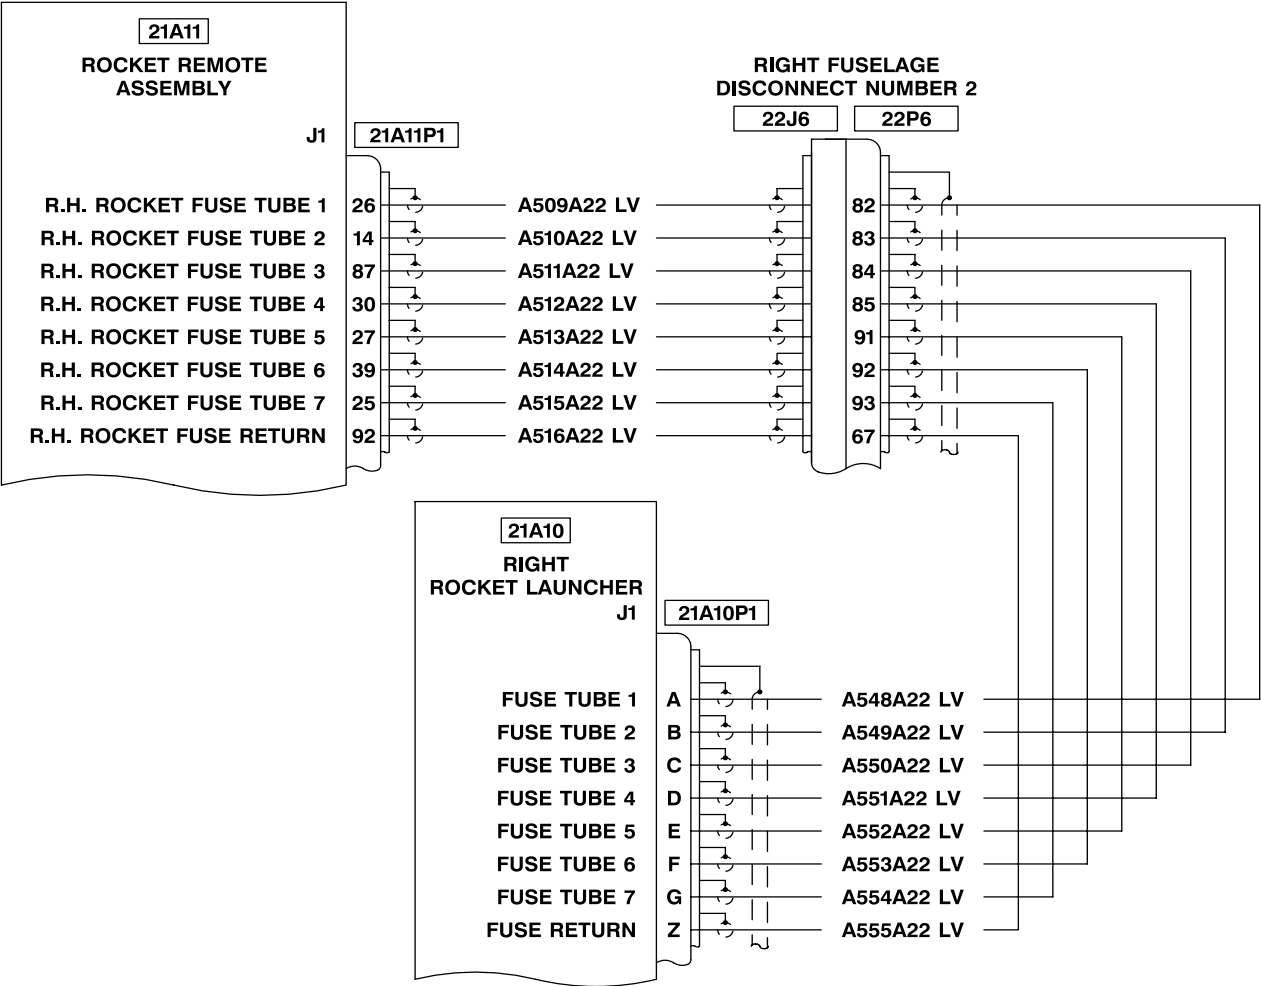 21A11
ROCKET REMOTE
ASSEMBLY
J1
21A11P1
RIGHT FUSELAGE
DISCONNECT NUMBER 2
22J6
22P6
R.H. ROCKET FUSE TUBE 1 26 A509A22 LV 82
R.H. ROCKET FUSE TUBE 2 14 A510A22 LV 83
R.H. ROCKET FUSE TUBE 3 87 A511A22 LV 84
R.H. ROCKET FUSE TUBE 4 30 A512A22 LV 85
R.H. ROCKET FUSE TUBE 5 27 A513A22 LV 91
R.H. ROCKET FUSE TUBE 6 39 A514A22 LV 92
R.H. ROCKET FUSE TUBE 7 25 A515A22 LV 93
R.H. ROCKET FUSE RETURN 92 A516A22 LV 67
21A10
RIGHT
ROCKET LAUNCHER
J1
21A10P1
FUSE TUBE 1 A A548A22 LV
FUSE TUBE 2 B A549A22 LV
FUSE TUBE 3 C A550A22 LV
FUSE TUBE 4 D A551A22 LV
FUSE TUBE 5 E A552A22 LV
FUSE TUBE 6 F A553A22 LV
FUSE TUBE 7 G A554A22 LV
FUSE RETURN Z A555A22 LV